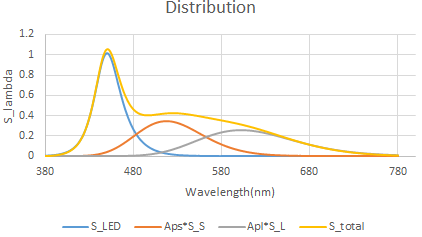 Distribution
1.2
1
0.8
0.6
0.4
0.2
0
S_lambda
380 480 580 680 780
Wavelength(nm)
S_LED Aps*S_S Apl*S_L S_total